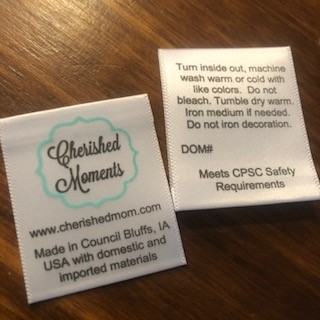 Cherished
Moments
www.cherishedmom.com
Made in Council Bluffs, IA
USA with domestic and
imported materials
Turn inside out, machine
wash warm or cold with
like colors. Do not
bleach. Tumble dry warm.
Iron medium if needed.
Do not iron decoration.
DOM#
Meets CPSC Safety
Requirements